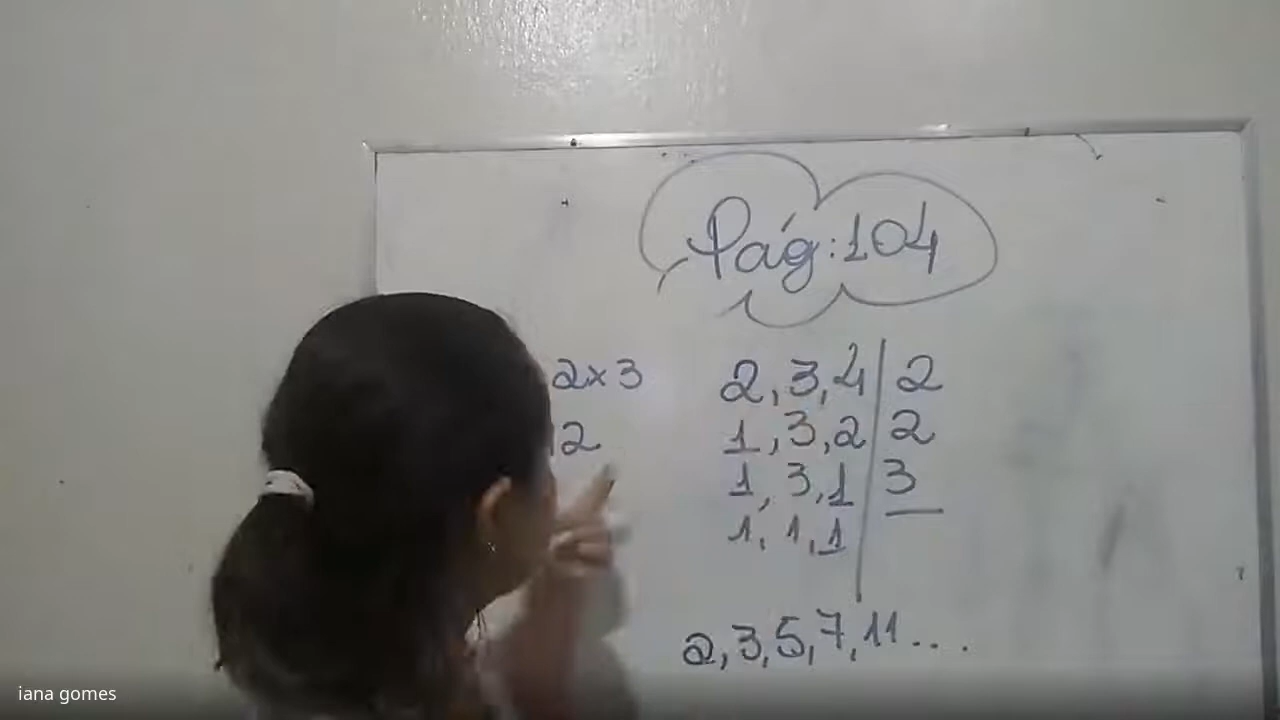 Pág:104
2x3
12
2,3,4 | 2
1,3,2 | 2
1,3,1 | 3
1,1,1
2,3,5,7,11....
iana gomes